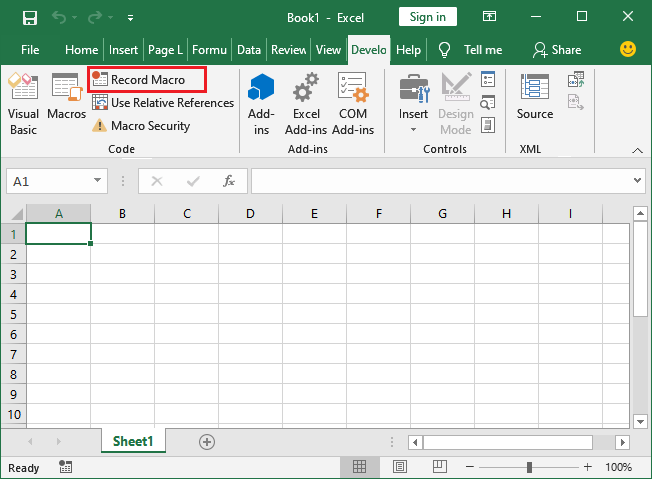 Book1 - Excel
Sign in
File Home Insert Page L Formu Data Review View Develo Help Tell me Share
Visual Basic
Macros
Record Macro
Use Relative References
Macro Security
Code
Add-ins
Excel Add-ins
COM Add-ins
Add-ins
Insert
Design Mode
Controls
Source
XML
A1 fx
A B C D E F G H I
1
2
3
4
5
6
7
8
9
10
Sheet1
Ready 100%